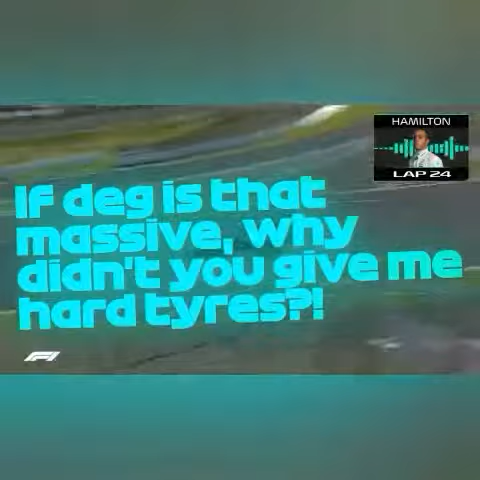 HAMILTON
LAP 24
If deg is that
massive, why
didn't you give me
hard tyres?!
F1